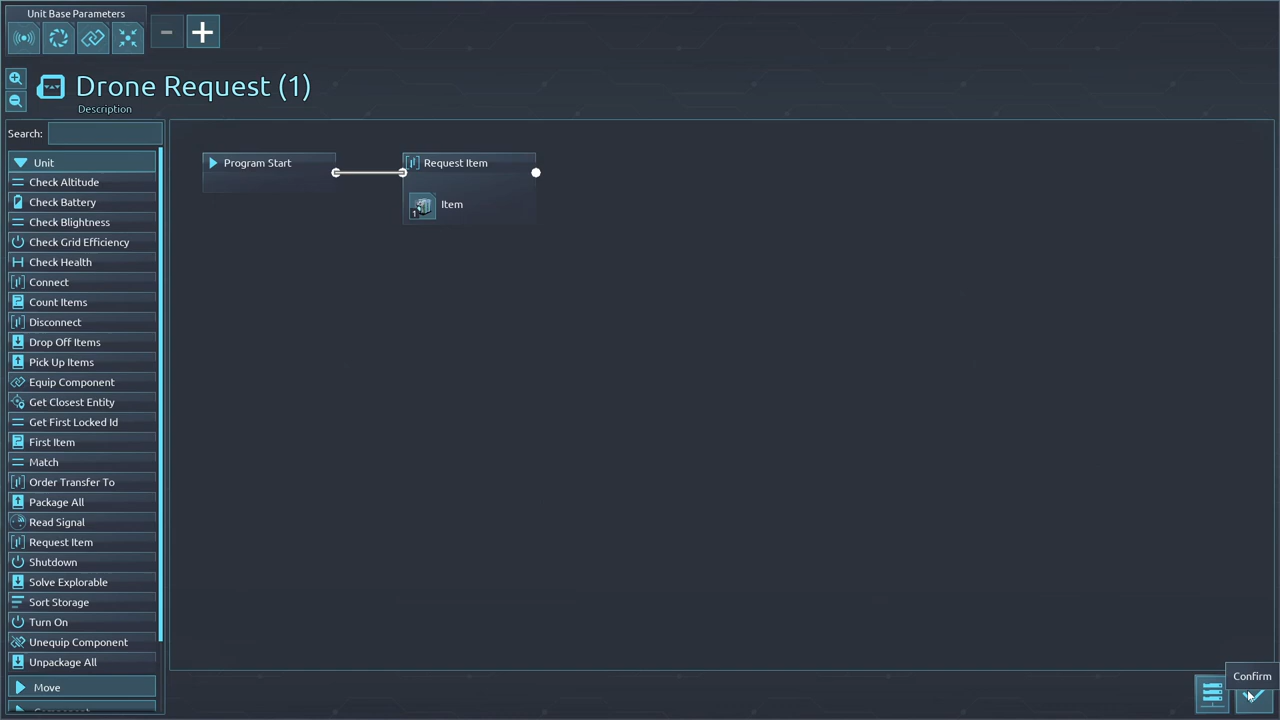 Unit Base Parameters
Drone Request (1)
Description
Search:
Unit
Check Altitude
Check Battery
Check Blightness
Check Grid Efficiency
Check Health
Connect
Count Items
Disconnect
Drop Off Items
Pick Up Items
Equip Component
Get Closest Entity
Get First Locked Id
First Item
Match
Order Transfer To
Package All
Read Signal
Request Item
Shutdown
Solve Explorable
Sort Storage
Turn On
Unequip Component
Unpackage All
Move
Program Start
Request Item
1
Item
Confirm